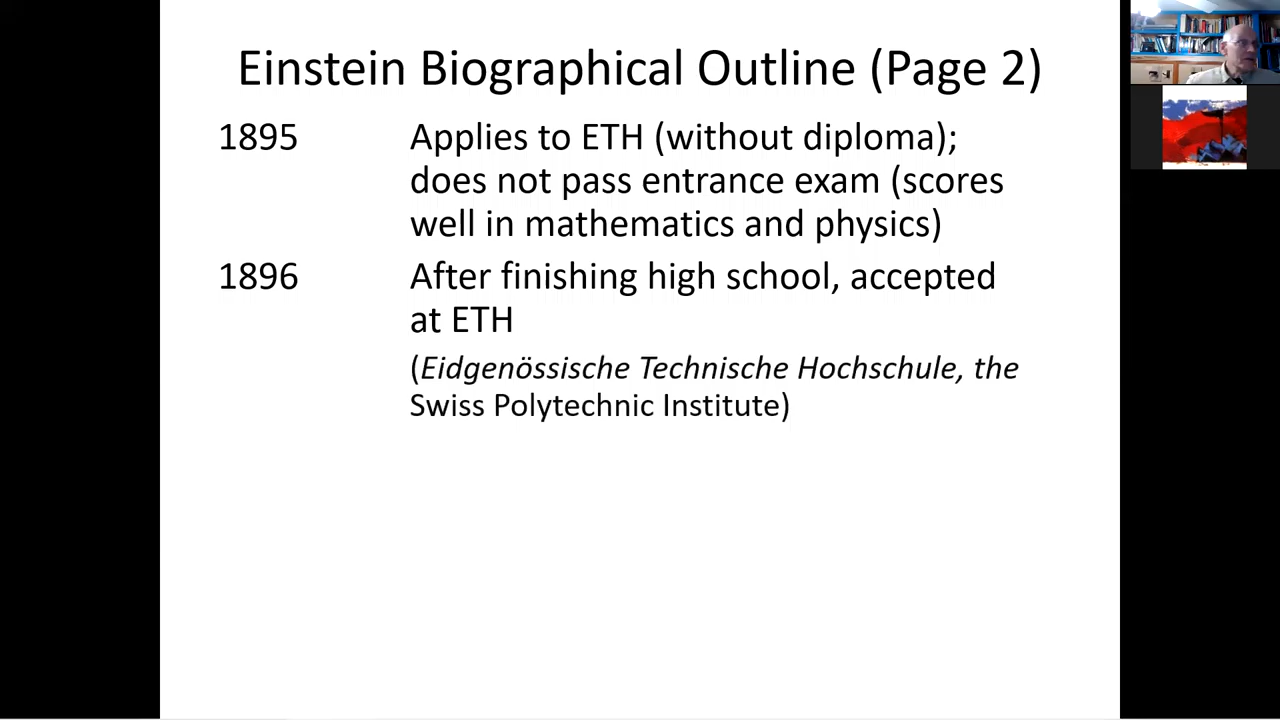 Einstein Biographical Outline (Page 2)
1895 Applies to ETH (without diploma);
does not pass entrance exam (scores
well in mathematics and physics)
1896 After finishing high school, accepted
at ETH
(Eidgenössische Technische Hochschule, the
Swiss Polytechnic Institute)